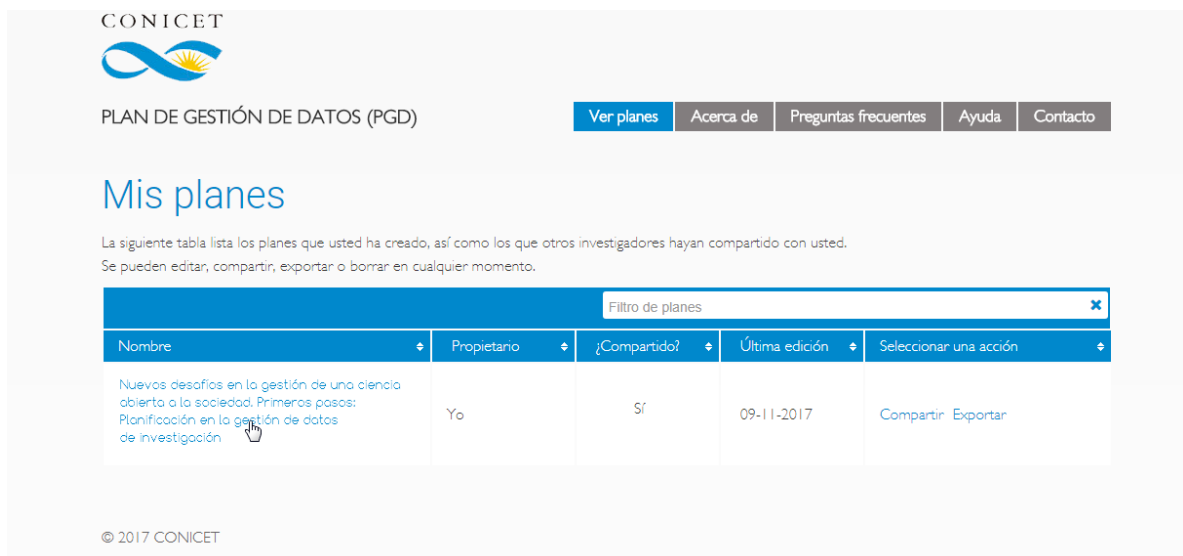 CONICET
PLAN DE GESTIÓN DE DATOS (PGD)
Ver planes Acerca de Preguntas frecuentes Ayuda Contacto
Mis planes
La siguiente tabla lista los planes que usted ha creado, así como los que otros investigadores hayan compartido con usted.
Se pueden editar, compartir, exportar o borrar en cualquier momento.
Filtro de planes
Nombre Propietario ¿Compartido? Última edición Seleccionar una acción
Nuevos desafíos en la gestión de una ciencia
abierta a la sociedad. Primeros pasos:
Planificación en la gestión de datos
de investigación
Yo Sí 09-11-2017 Compartir Exportar
© 2017 CONICET